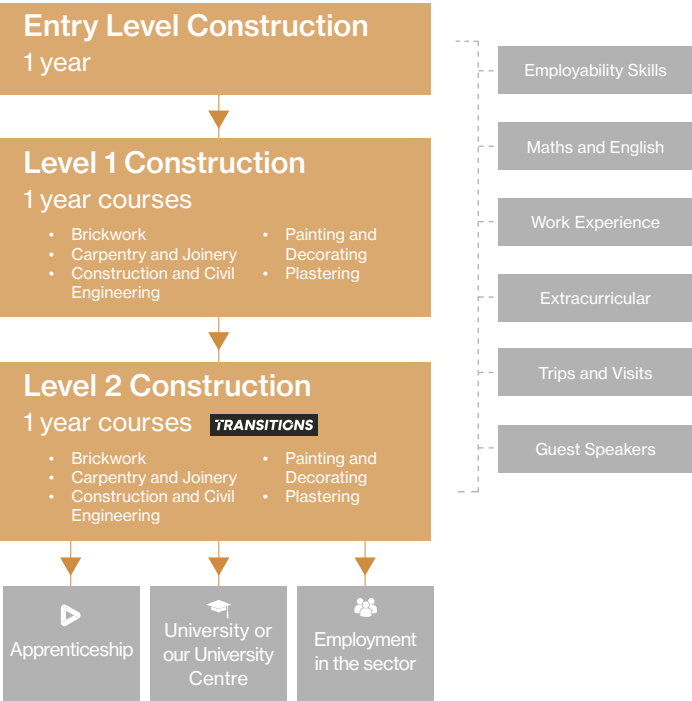 Entry Level Construction
1 year
Level 1 Construction
1 year courses
• Brickwork
• Carpentry and Joinery
• Construction and Civil
Engineering
• Painting and
Decorating
• Plastering
Level 2 Construction
1 year courses TRANSITIONS
• Brickwork
• Carpentry and Joinery
• Construction and Civil
Engineering
• Painting and
Decorating
• Plastering
Apprenticeship
University or
our University
Centre
Employment
in the sector
Employability Skills
Maths and English
Work Experience
Extracurricular
Trips and Visits
Guest Speakers